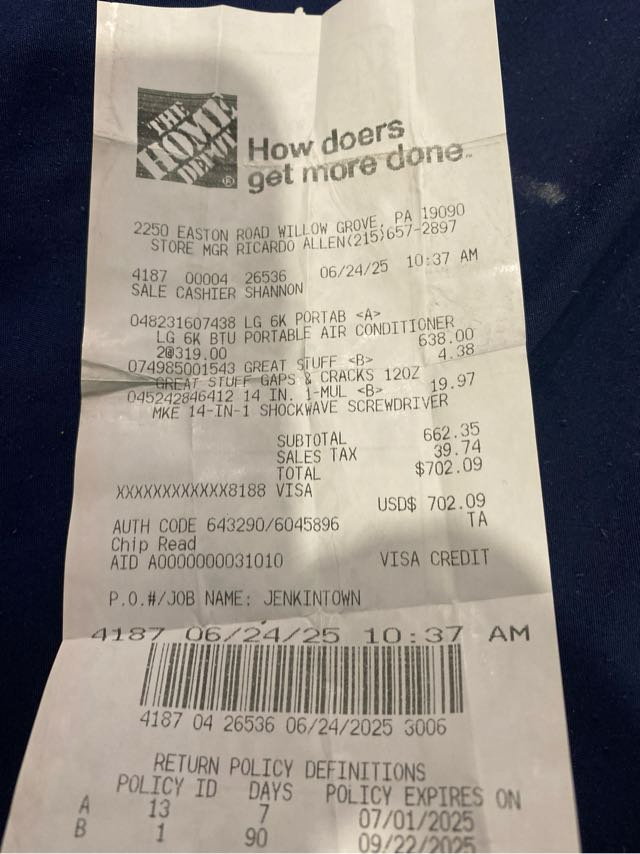 THE
HOME
DEPOT
®
How doers
get more done™
2250 EASTON ROAD WILLOW GROVE, PA 19090
STORE MGR RICARDO ALLEN(215)657-2897
4187 00004 26536 06/24/25 10:37 AM
SALE CASHIER SHANNON
048231607438 LG 6K PORTAB <A>
LG 6K BTU PORTABLE AIR CONDITIONER
2@319.00 638.00
074985001543 GREAT STUFF <B> 4.38
GREAT STUFF GAPS & CRACKS 12OZ
045242846412 14 IN. 1-MUL <B> 19.97
MKE 14-IN-1 SHOCKWAVE SCREWDRIVER
SUBTOTAL 662.35
SALES TAX 39.74
TOTAL $702.09
XXXXXXXXXXXX8188 VISA
USD$ 702.09
AUTH CODE 643290/6045896 TA
Chip Read
AID A0000000031010 VISA CREDIT
P.O.#/JOB NAME: JENKINTOWN
4187 06/24/25 10:37 AM
4187 04 26536 06/24/2025 3006
RETURN POLICY DEFINITIONS
POLICY ID DAYS POLICY EXPIRES ON
A 13 7 07/01/2025
B 1 90 09/22/2025